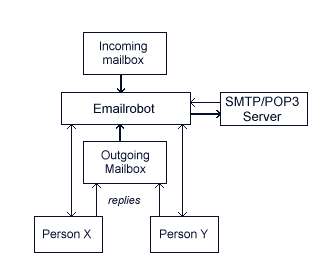 Incoming
mailbox
Emailrobot
SMTP/POP3
Server
Outgoing
Mailbox
replies
Person X
Person Y